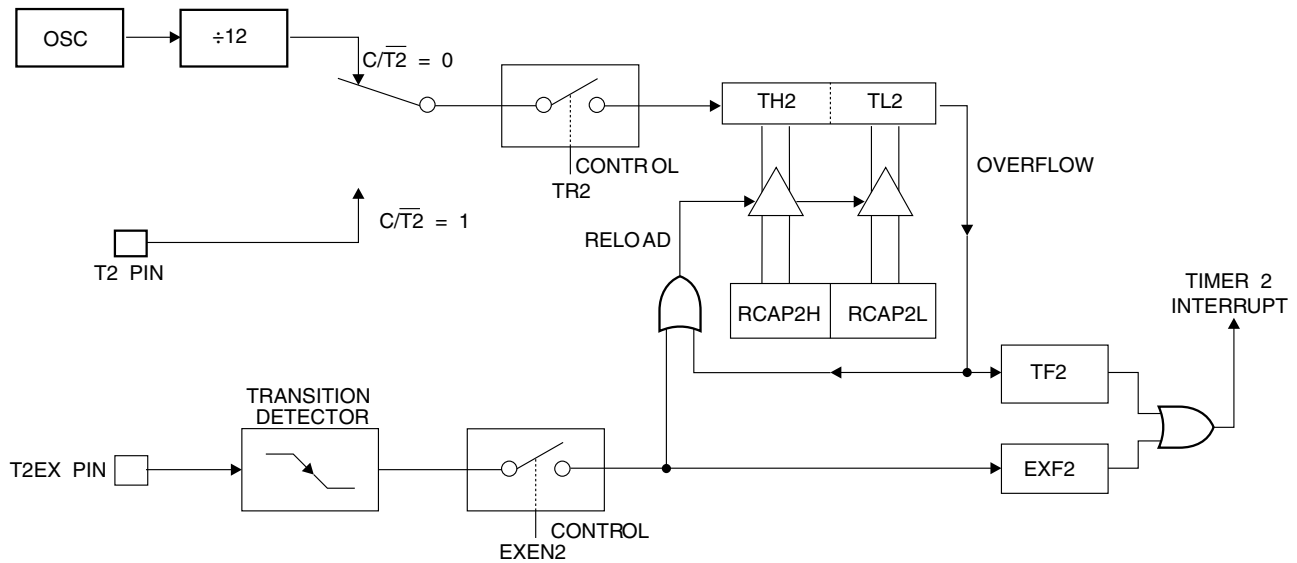 OSC
÷12
C/T2̅ = 0
TH2
TL2
CONTROL
TR2
OVERFLOW
C/T2̅ = 1
T2 PIN
RELOAD
RCAP2H
RCAP2L
TIMER 2
INTERRUPT
TF2
TRANSITION
DETECTOR
T2EX PIN
EXF2
CONTROL
EXEN2